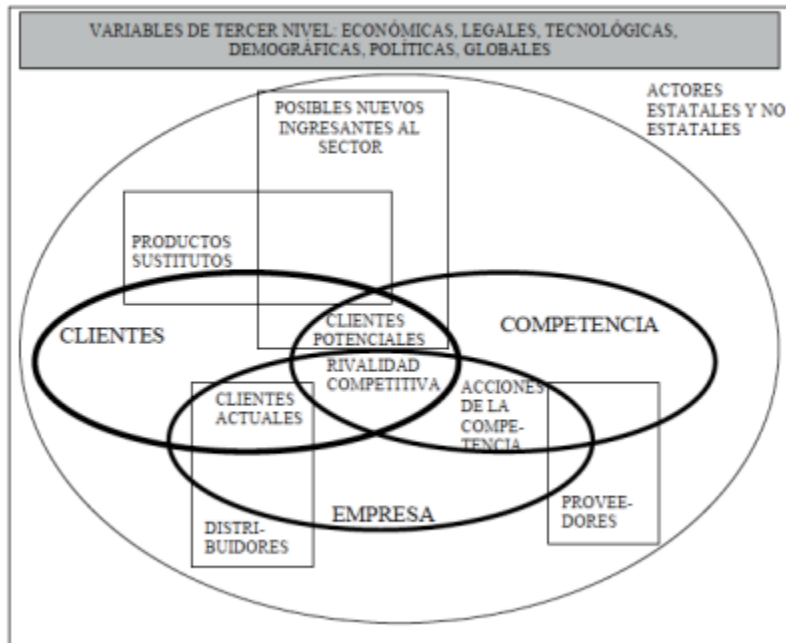 VARIABLES DE TERCER NIVEL: ECONÓMICAS, LEGALES, TECNOLÓGICAS,
DEMOGRÁFICAS, POLÍTICAS, GLOBALES
ACTORES
ESTATALES Y NO
ESTATALES
POSIBLES NUEVOS
INGRESANTES AL
SECTOR
PRODUCTOS
SUSTITUTOS
CLIENTES
CLIENTES
POTENCIALES
COMPETENCIA
RIVALIDAD
COMPETITIVA
CLIENTES
ACTUALES
ACCIONES
DE LA
COMPE-
TENCIA
EMPRESA
DISTRI-
BUIDORES
PROVEE-
DORES